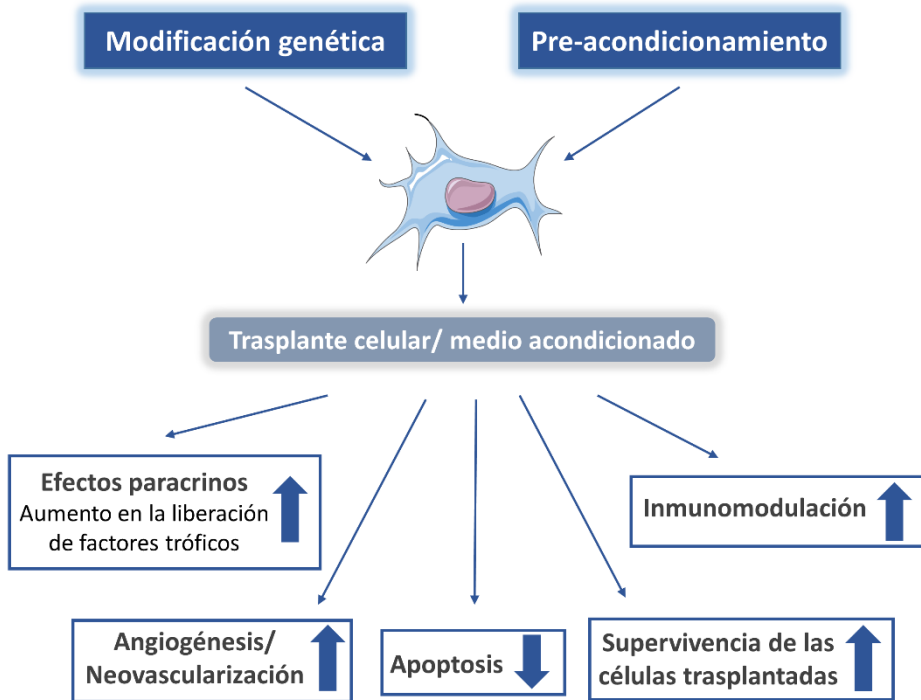 Modificación genética
Pre-acondicionamiento
Trasplante celular/ medio acondicionado
Efectos paracrinos
Aumento en la liberación
de factores tróficos
Inmunomodulación
Angiogénesis/
Neovascularización
Apoptosis
Supervivencia de las
células trasplantadas